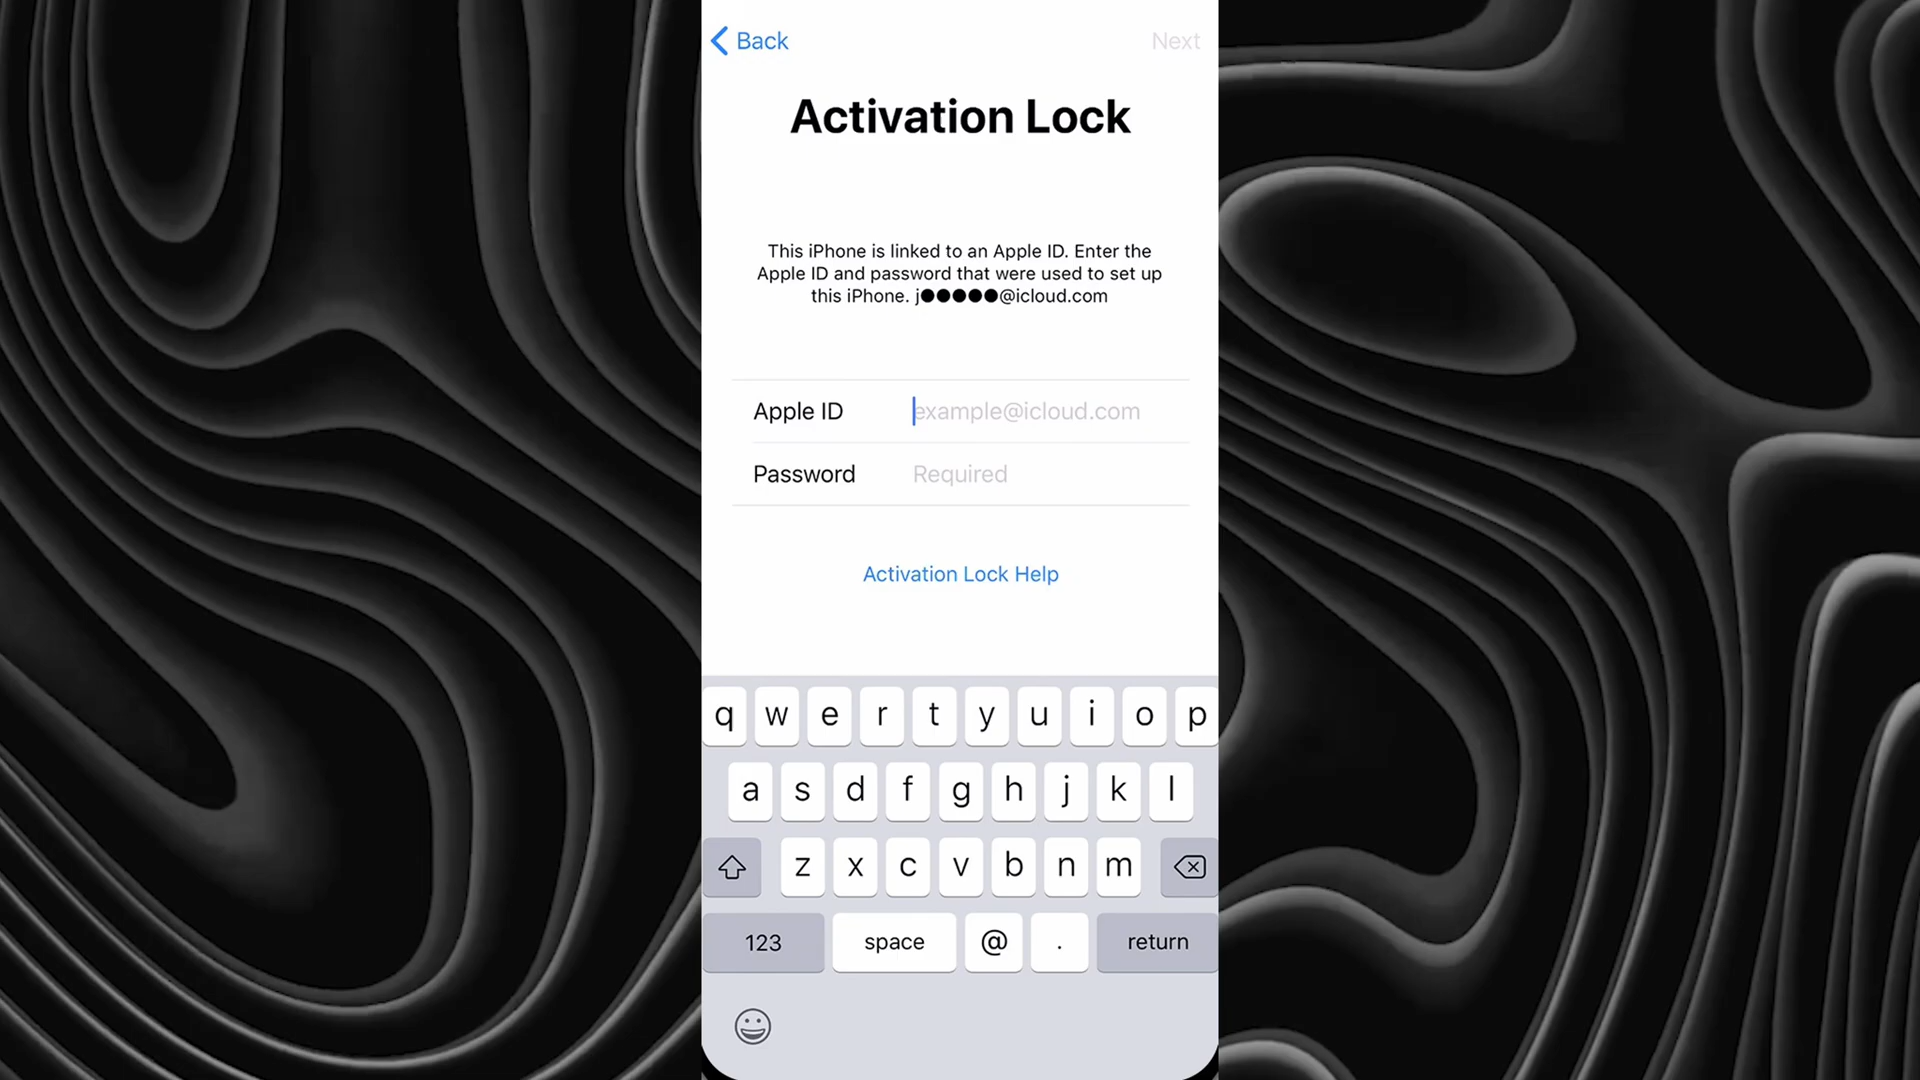 Back
Next
Activation Lock
This iPhone is linked to an Apple ID. Enter the
Apple ID and password that were used to set up
this iPhone. j●●●●●@icloud.com
Apple ID example@icloud.com
Password Required
Activation Lock Help
q w e r t y u i o p
a s d f g h j k l
z x c v b n m
123 space @ . return